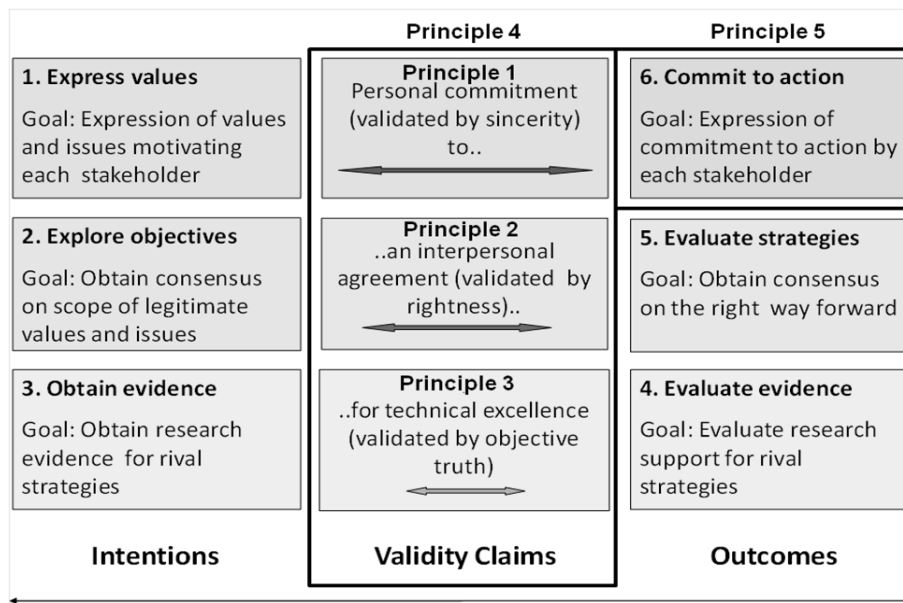 Principle 4
Principle 5
1. Express values
Goal: Expression of values
and issues motivating
each stakeholder
Principle 1
Personal commitment
(validated by sincerity)
to..
6. Commit to action
Goal: Expression of
commitment to action by
each stakeholder
2. Explore objectives
Goal: Obtain consensus
on scope of legitimate
values and issues
Principle 2
..an interpersonal
agreement (validated by
rightness)..
5. Evaluate strategies
Goal: Obtain consensus
on the right way forward
3. Obtain evidence
Goal: Obtain research
evidence for rival
strategies
Principle 3
..for technical excellence
(validated by objective
truth)
4. Evaluate evidence
Goal: Evaluate research
support for rival
strategies
Intentions
Validity Claims
Outcomes